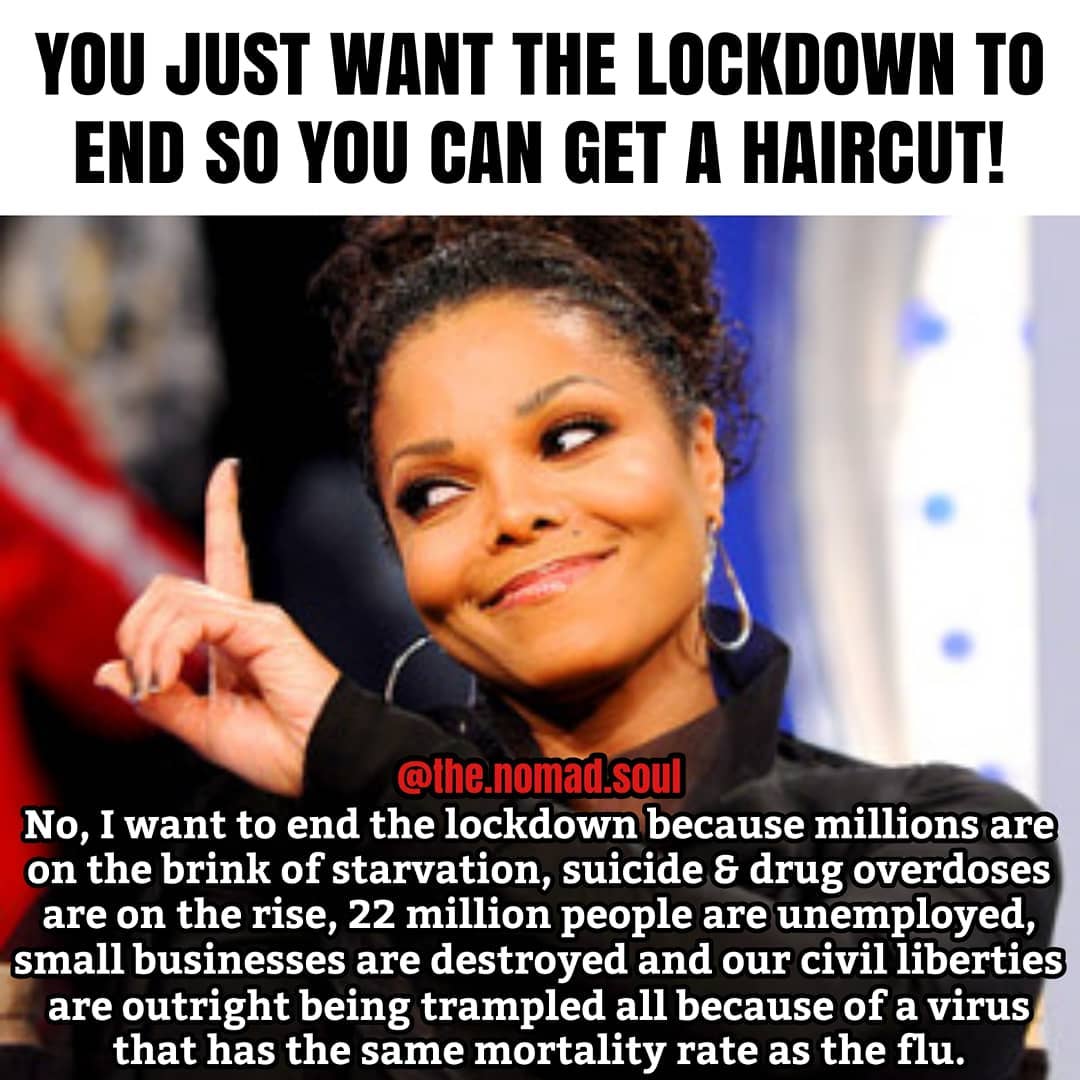 YOU JUST WANT THE LOCKDOWN TO
END SO YOU CAN GET A HAIRCUT!
@the.nomad.soul
No, I want to end the lockdown because millions are
on the brink of starvation, suicide & drug overdoses
are on the rise, 22 million people are unemployed,
small businesses are destroyed and our civil liberties
are outright being trampled all because of a virus
that has the same mortality rate as the flu.